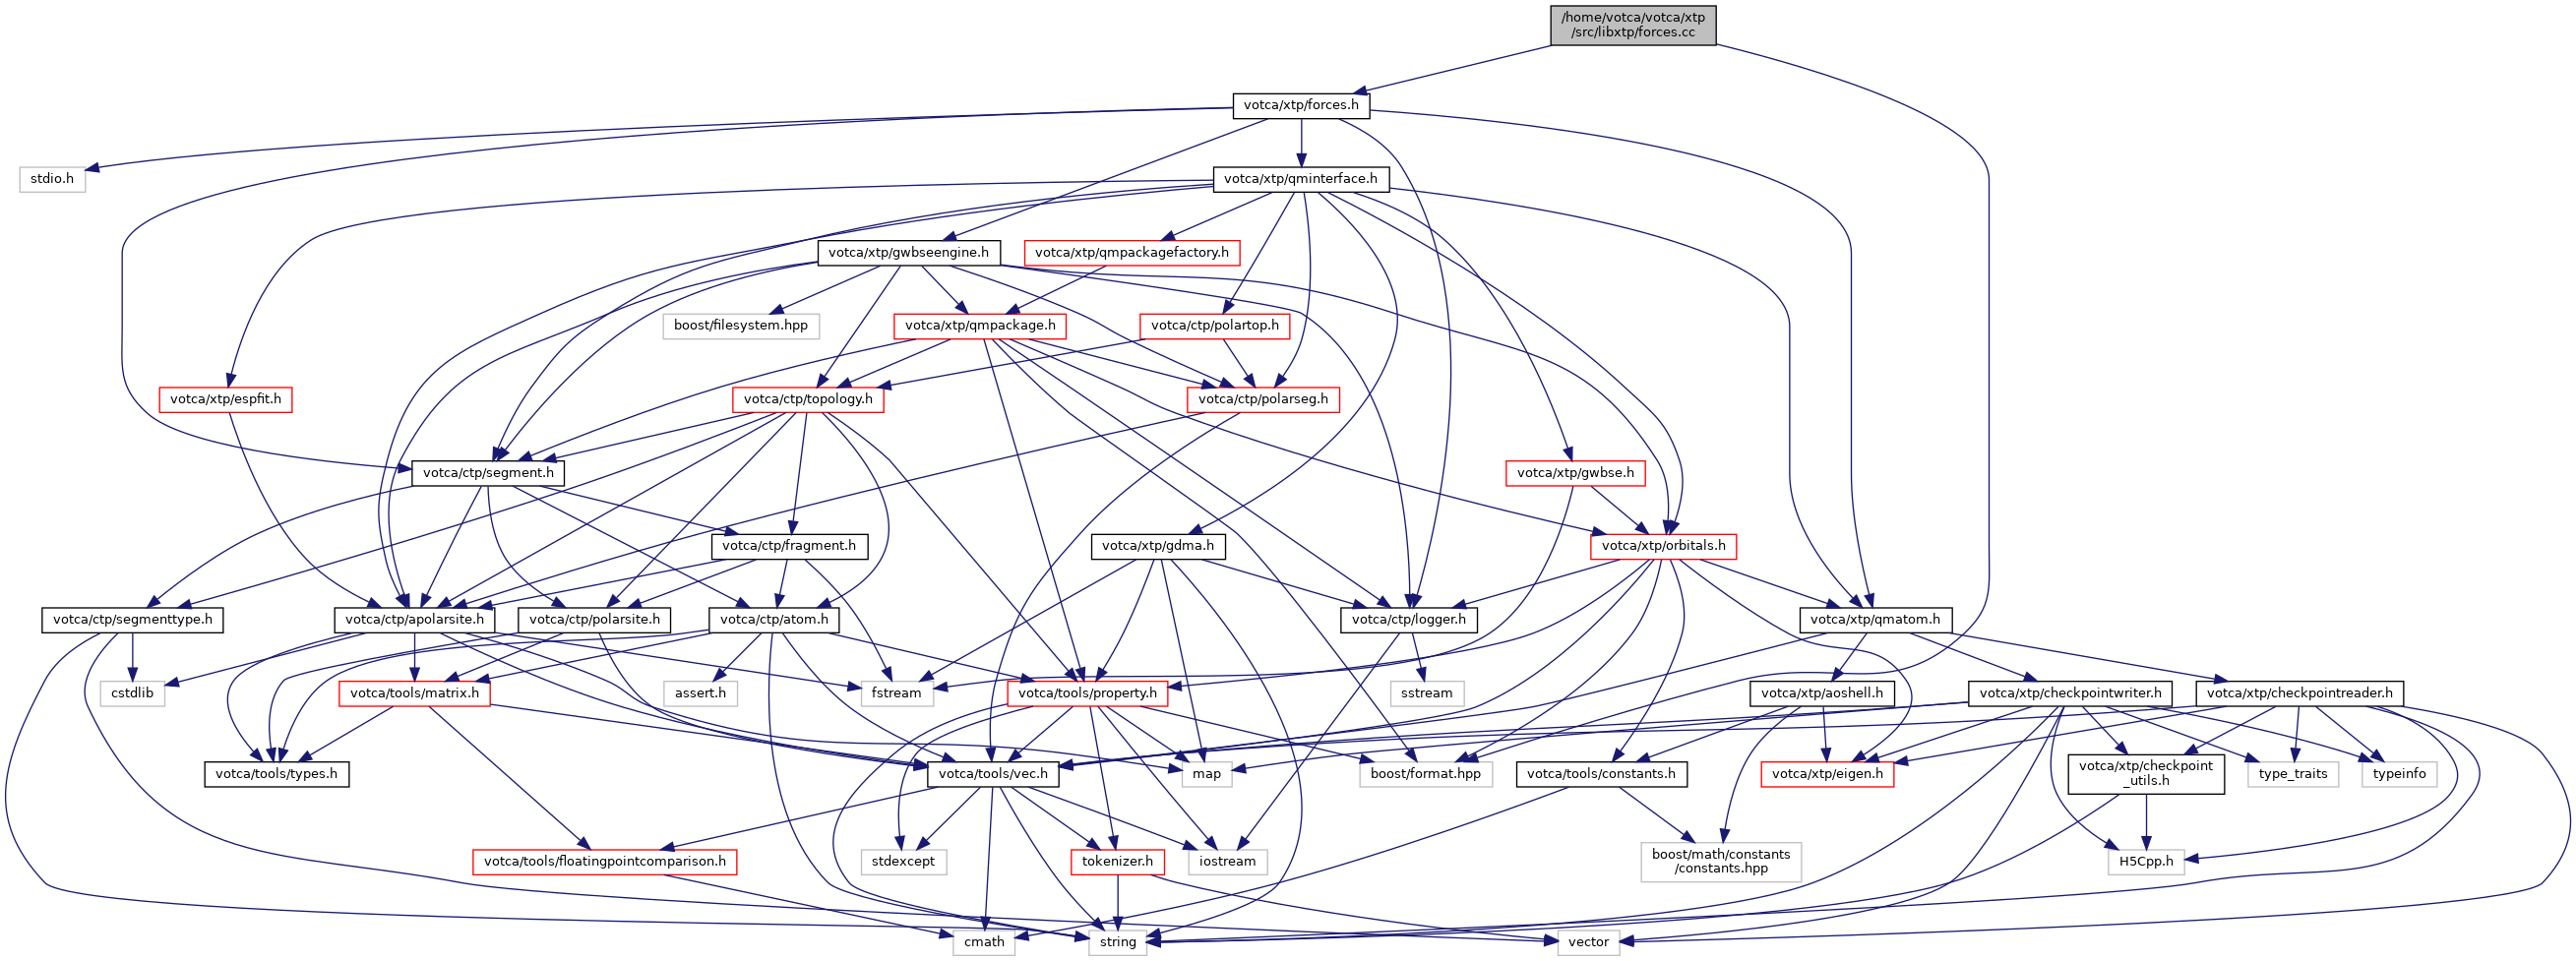 /home/votca/votca/xtp
/src/libxtp/forces.cc
votca/xtp/forces.h
stdio.h
votca/xtp/qminterface.h
votca/xtp/gwbseengine.h
votca/xtp/qmpackagefactory.h
boost/filesystem.hpp
votca/xtp/qmpackage.h
votca/ctp/polartop.h
votca/xtp/espfit.h
votca/ctp/topology.h
votca/ctp/polarseg.h
votca/ctp/segment.h
votca/xtp/gwbse.h
votca/ctp/fragment.h
votca/xtp/gdma.h
votca/xtp/orbitals.h
votca/ctp/segmenttype.h
votca/ctp/apolarsite.h
votca/ctp/polarsite.h
votca/ctp/atom.h
votca/ctp/logger.h
votca/xtp/qmatom.h
cstdlib
votca/tools/matrix.h
assert.h
fstream
votca/tools/property.h
sstream
votca/xtp/aoshell.h
votca/xtp/checkpointwriter.h
votca/xtp/checkpointreader.h
votca/tools/types.h
votca/tools/vec.h
map
boost/format.hpp
votca/tools/constants.h
votca/xtp/eigen.h
votca/xtp/checkpoint
_utils.h
type_traits
typeinfo
votca/tools/floatingpointcomparison.h
stdexcept
tokenizer.h
iostream
boost/math/constants
/constants.hpp
H5Cpp.h
cmath
string
vector